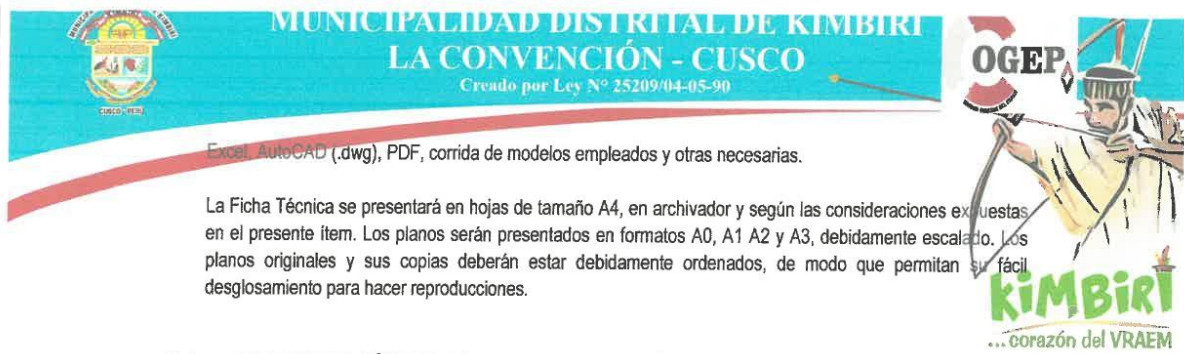 MUNICIPALIDAD DISTRITAL DE KIMBIRI
LA CONVENCIÓN - CUSCO
Creado por Ley Nº 25209/04-05-90
OGEP
CUSCO - PERÚ
Excel, AutoCAD (.dwg), PDF, corrida de modelos empleados y otras necesarias.
La Ficha Técnica se presentará en hojas de tamaño A4, en archivador y según las consideraciones expuestas
en el presente ítem. Los planos serán presentados en formatos A0, A1 A2 y A3, debidamente escalado. Los
planos originales y sus copias deberán estar debidamente ordenados, de modo que permitan su fácil
desglosamiento para hacer reproducciones.
KiMBiRi
... corazón del VRAEM